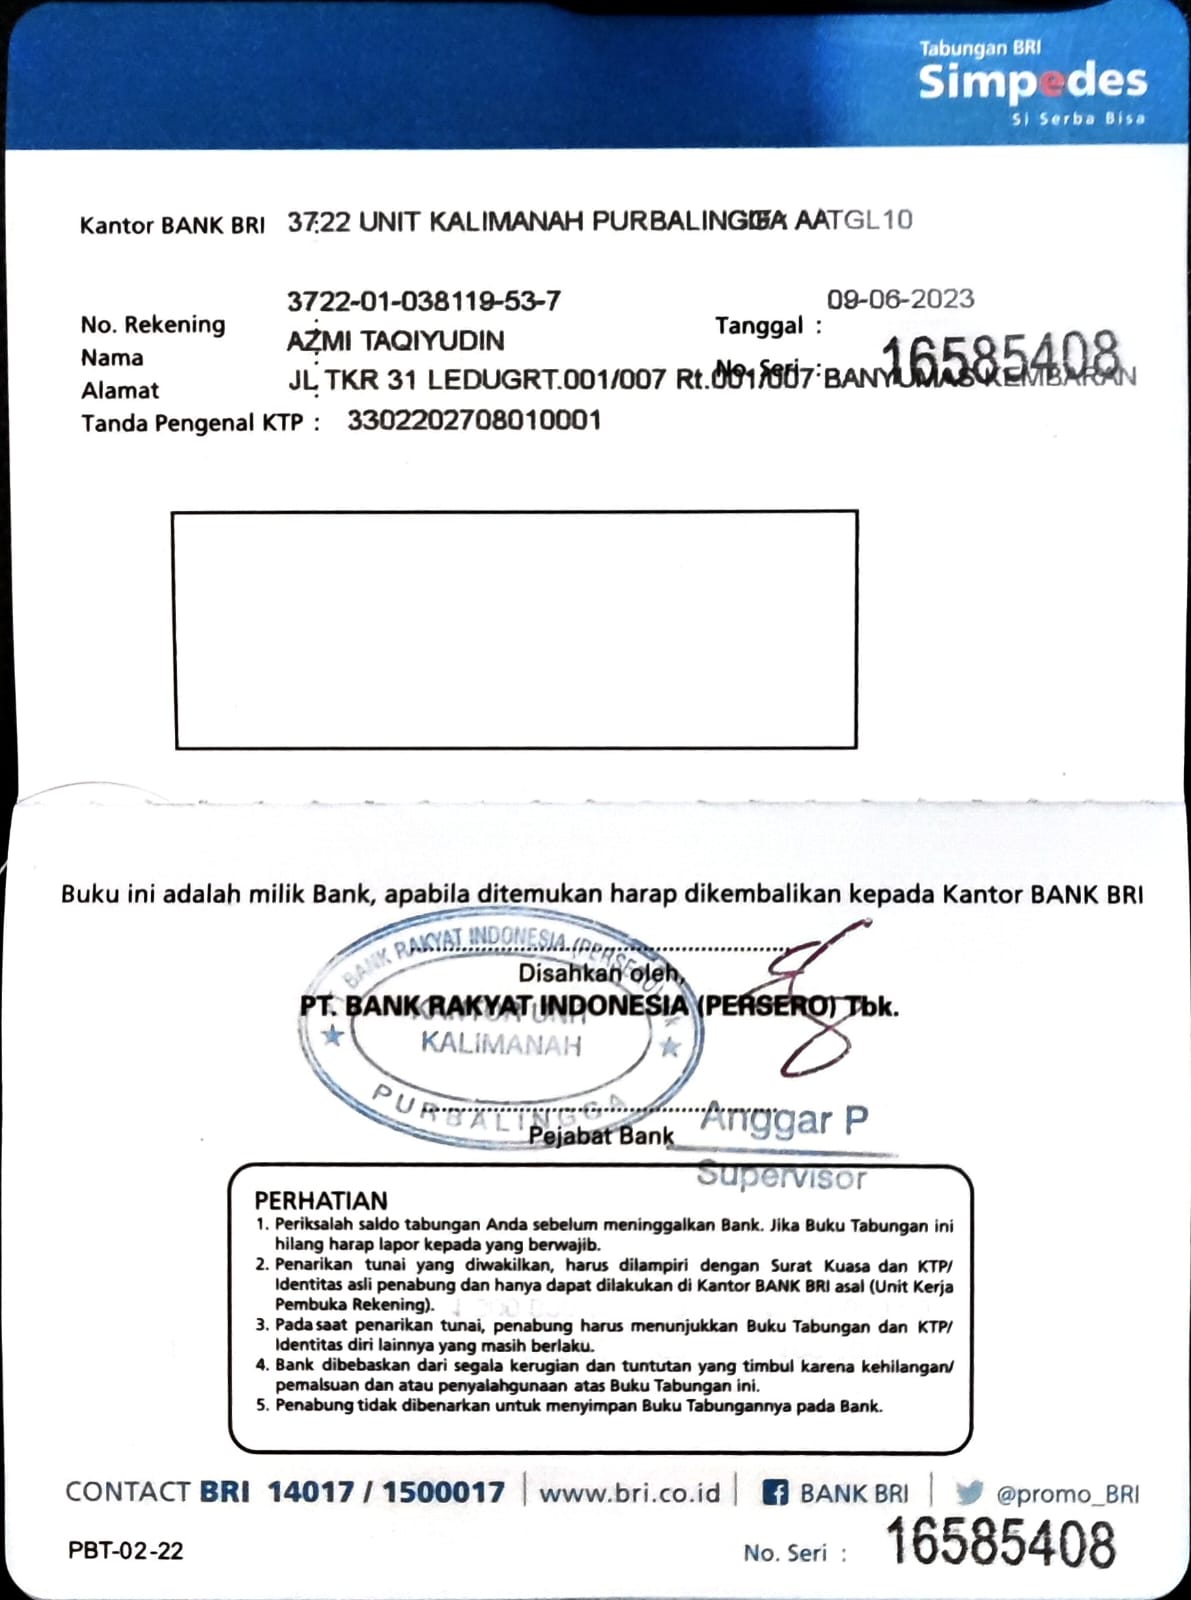 Tabungan BRI
Simpedes
Si Serba Bisa
Kantor BANK BRI 3722 UNIT KALIMANAH PURBALINGGA AATGL10
3722-01-038119-53-7 09-06-2023
No. Rekening : Tanggal :
AZMI TAQIYUDIN
Nama : No. Seri : 16585408
Alamat : JL TKR 31 LEDUGRT.001/007 Rt.001/007 BANYUMAS KEMBARAN
Tanda Pengenal KTP : 3302202708010001
Buku ini adalah milik Bank, apabila ditemukan harap dikembalikan kepada Kantor BANK BRI
PT. BANK RAKYAT INDONESIA (PERSERO) Tbk
Disahkan oleh,
PT. BANK RAKYAT INDONESIA (PERSERO) Tbk.
KANTOR UNIT
KALIMANAH
PURBALINGGA
Anggar P
Pejabat Bank
Supervisor
PERHATIAN
1. Periksalah saldo tabungan Anda sebelum meninggalkan Bank. Jika Buku Tabungan ini
hilang harap lapor kepada yang berwajib.
2. Penarikan tunai yang diwakilkan, harus dilampiri dengan Surat Kuasa dan KTP/
Identitas asli penabung dan hanya dapat dilakukan di Kantor BANK BRI asal (Unit Kerja
Pembuka Rekening).
3. Pada saat penarikan tunai, penabung harus menunjukkan Buku Tabungan dan KTP/
Identitas diri lainnya yang masih berlaku.
4. Bank dibebaskan dari segala kerugian dan tuntutan yang timbul karena kehilangan/
pemalsuan dan atau penyalahgunaan atas Buku Tabungan ini.
5. Penabung tidak dibenarkan untuk menyimpan Buku Tabungannya pada Bank.
CONTACT BRI 14017 / 1500017 | www.bri.co.id | BANK BRI | @promo_BRI
PBT-02-22 No. Seri : 16585408